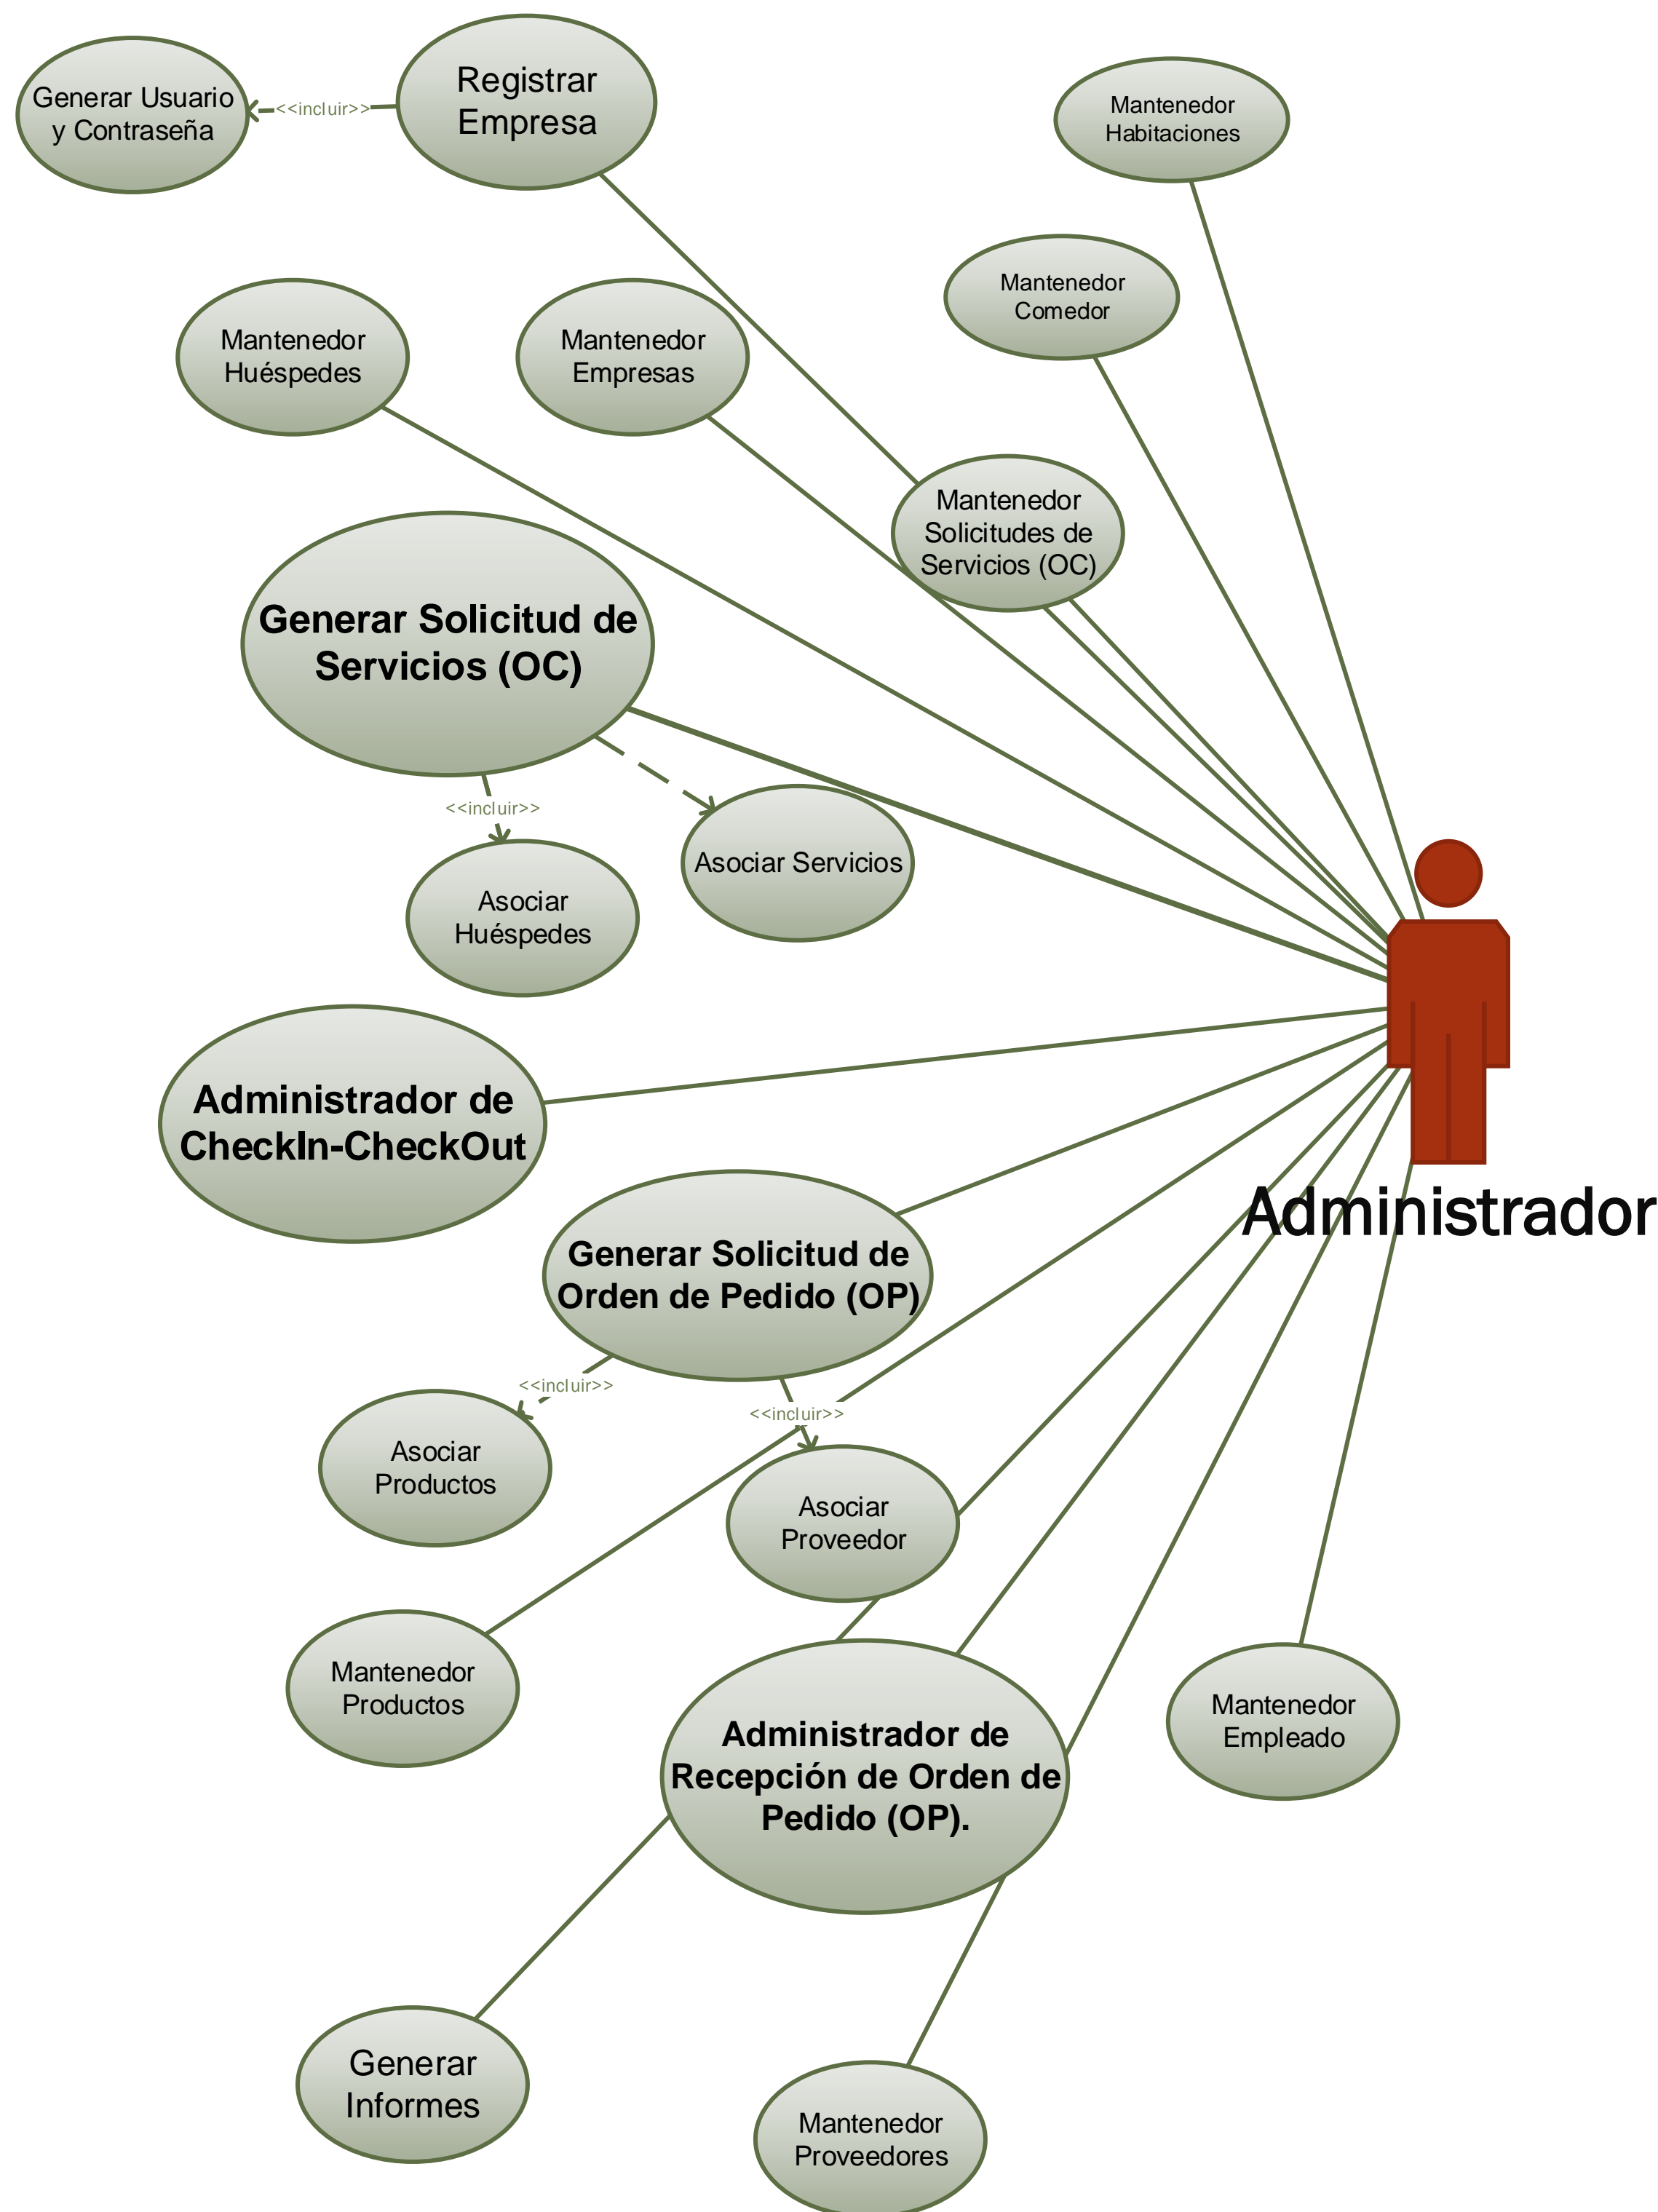 Generar Usuario
y Contraseña
<<incluir>>
Registrar
Empresa
Mantenedor
Habitaciones
Mantenedor
Comedor
Mantenedor
Huéspedes
Mantenedor
Empresas
Mantenedor
Solicitudes de
Servicios (OC)
Generar Solicitud de
Servicios (OC)
<<incluir>>
Asociar Servicios
Asociar
Huéspedes
Administrador de
CheckIn-CheckOut
Administrador
Generar Solicitud de
Orden de Pedido (OP)
<<incluir>>
<<incluir>>
Asociar
Productos
Asociar
Proveedor
Mantenedor
Productos
Mantenedor
Empleado
Administrador de
Recepción de Orden de
Pedido (OP).
Generar
Informes
Mantenedor
Proveedores